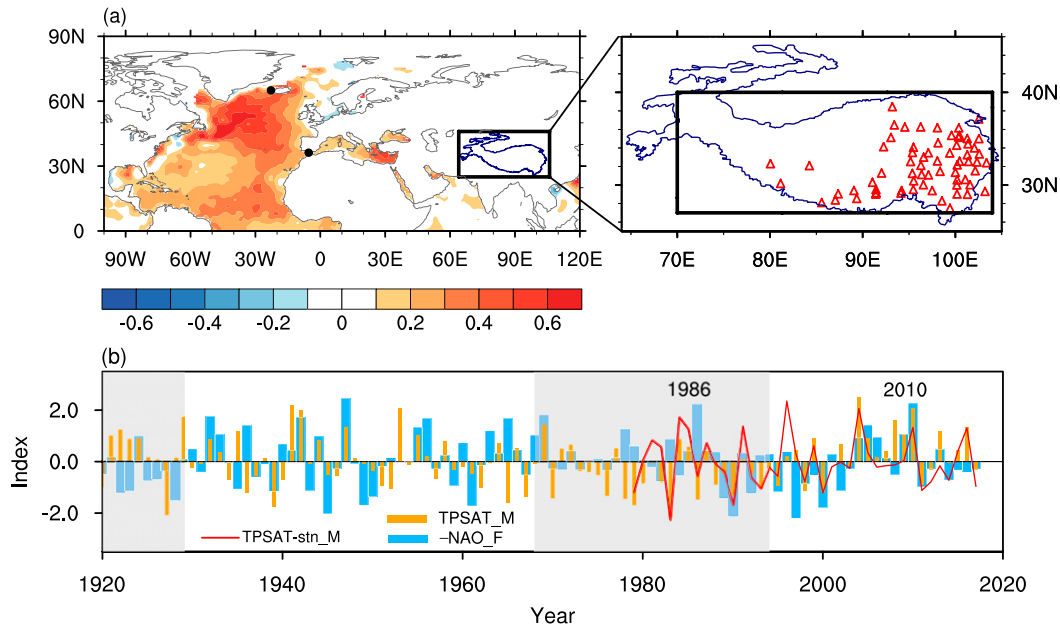 (a)
90N
60N
30N
0
90W 60W 30W 0 30E 60E 90E 120E
40N
30N
70E 80E 90E 100E
-0.6 -0.4 -0.2 0 0.2 0.4 0.6
(b)
1986 2010
2.0
0.0
-2.0
Index
TPSAT_M
TPSAT-stn_M −NAO_F
1920 1940 1960 1980 2000 2020
Year